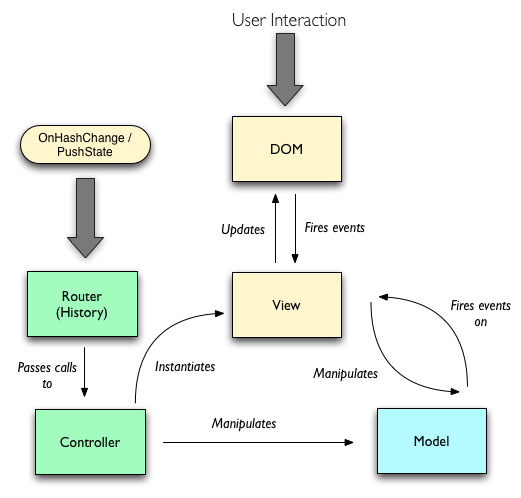 User Interaction
OnHashChange /
PushState
DOM
Updates
Fires events
Router
(History)
View
Fires events
on
Passes calls
to
Instantiates
Manipulates
Controller
Manipulates
Model